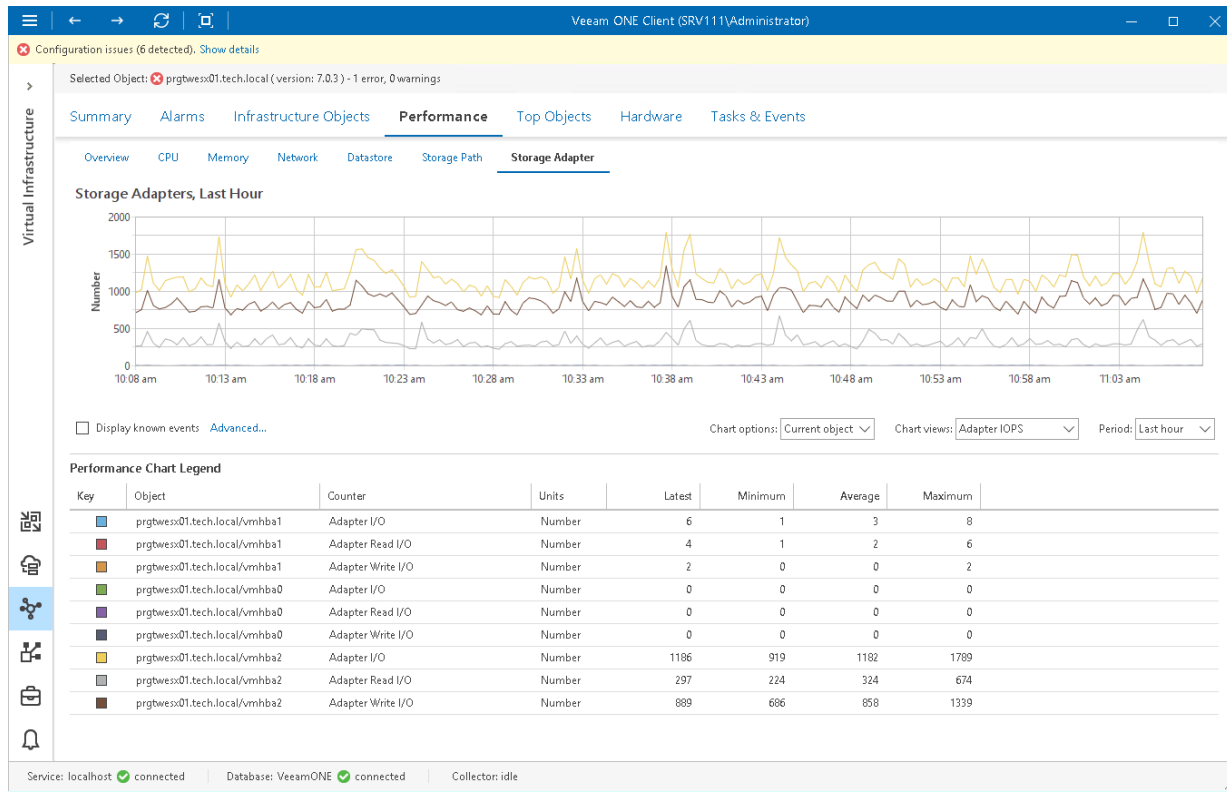 Veeam ONE Client (SRV111\Administrator)
Configuration issues (6 detected). Show details
Virtual Infrastructure
Selected Object: prgtwesx01.tech.local ( version: 7.0.3 ) - 1 error, 0 warnings
Summary Alarms Infrastructure Objects Performance Top Objects Hardware Tasks & Events
Overview CPU Memory Network Datastore Storage Path Storage Adapter
Storage Adapters, Last Hour
Number
2000
1500
1000
500
0
10:08 am 10:13 am 10:18 am 10:23 am 10:28 am 10:33 am 10:38 am 10:43 am 10:48 am 10:53 am 10:58 am 11:03 am
Display known events Advanced... Chart options: Current object Chart views: Adapter IOPS Period: Last hour
Performance Chart Legend
Key Object Counter Units Latest Minimum Average Maximum
prgtwesx01.tech.local/vmhba1 Adapter I/O Number 6 1 3 8
prgtwesx01.tech.local/vmhba1 Adapter Read I/O Number 4 1 2 6
prgtwesx01.tech.local/vmhba1 Adapter Write I/O Number 2 0 0 2
prgtwesx01.tech.local/vmhba0 Adapter I/O Number 0 0 0 0
prgtwesx01.tech.local/vmhba0 Adapter Read I/O Number 0 0 0 0
prgtwesx01.tech.local/vmhba0 Adapter Write I/O Number 0 0 0 0
prgtwesx01.tech.local/vmhba2 Adapter I/O Number 1186 919 1182 1789
prgtwesx01.tech.local/vmhba2 Adapter Read I/O Number 297 224 324 674
prgtwesx01.tech.local/vmhba2 Adapter Write I/O Number 889 686 858 1339
Service: localhost connected Database: VeeamONE connected Collector: idle